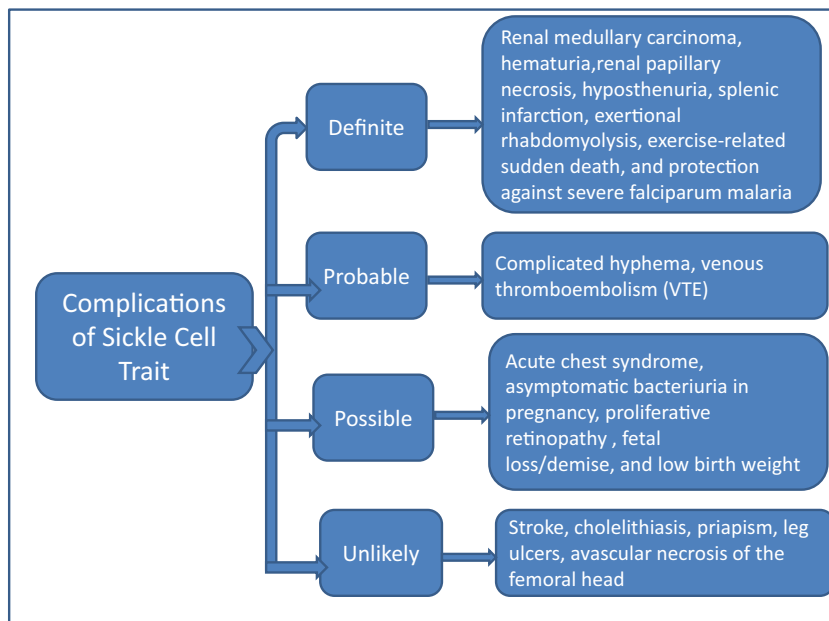 Complications
of Sickle Cell
Trait
Definite
Renal medullary carcinoma,
hematuria,renal papillary
necrosis, hyposthenuria, splenic
infarction, exertional
rhabdomyolysis, exercise-related
sudden death, and protection
against severe falciparum malaria
Probable
Complicated hyphema, venous
thromboembolism (VTE)
Possible
Acute chest syndrome,
asymptomatic bacteriuria in
pregnancy, proliferative
retinopathy , fetal
loss/demise, and low birth weight
Unlikely
Stroke, cholelithiasis, priapism, leg
ulcers, avascular necrosis of the
femoral head